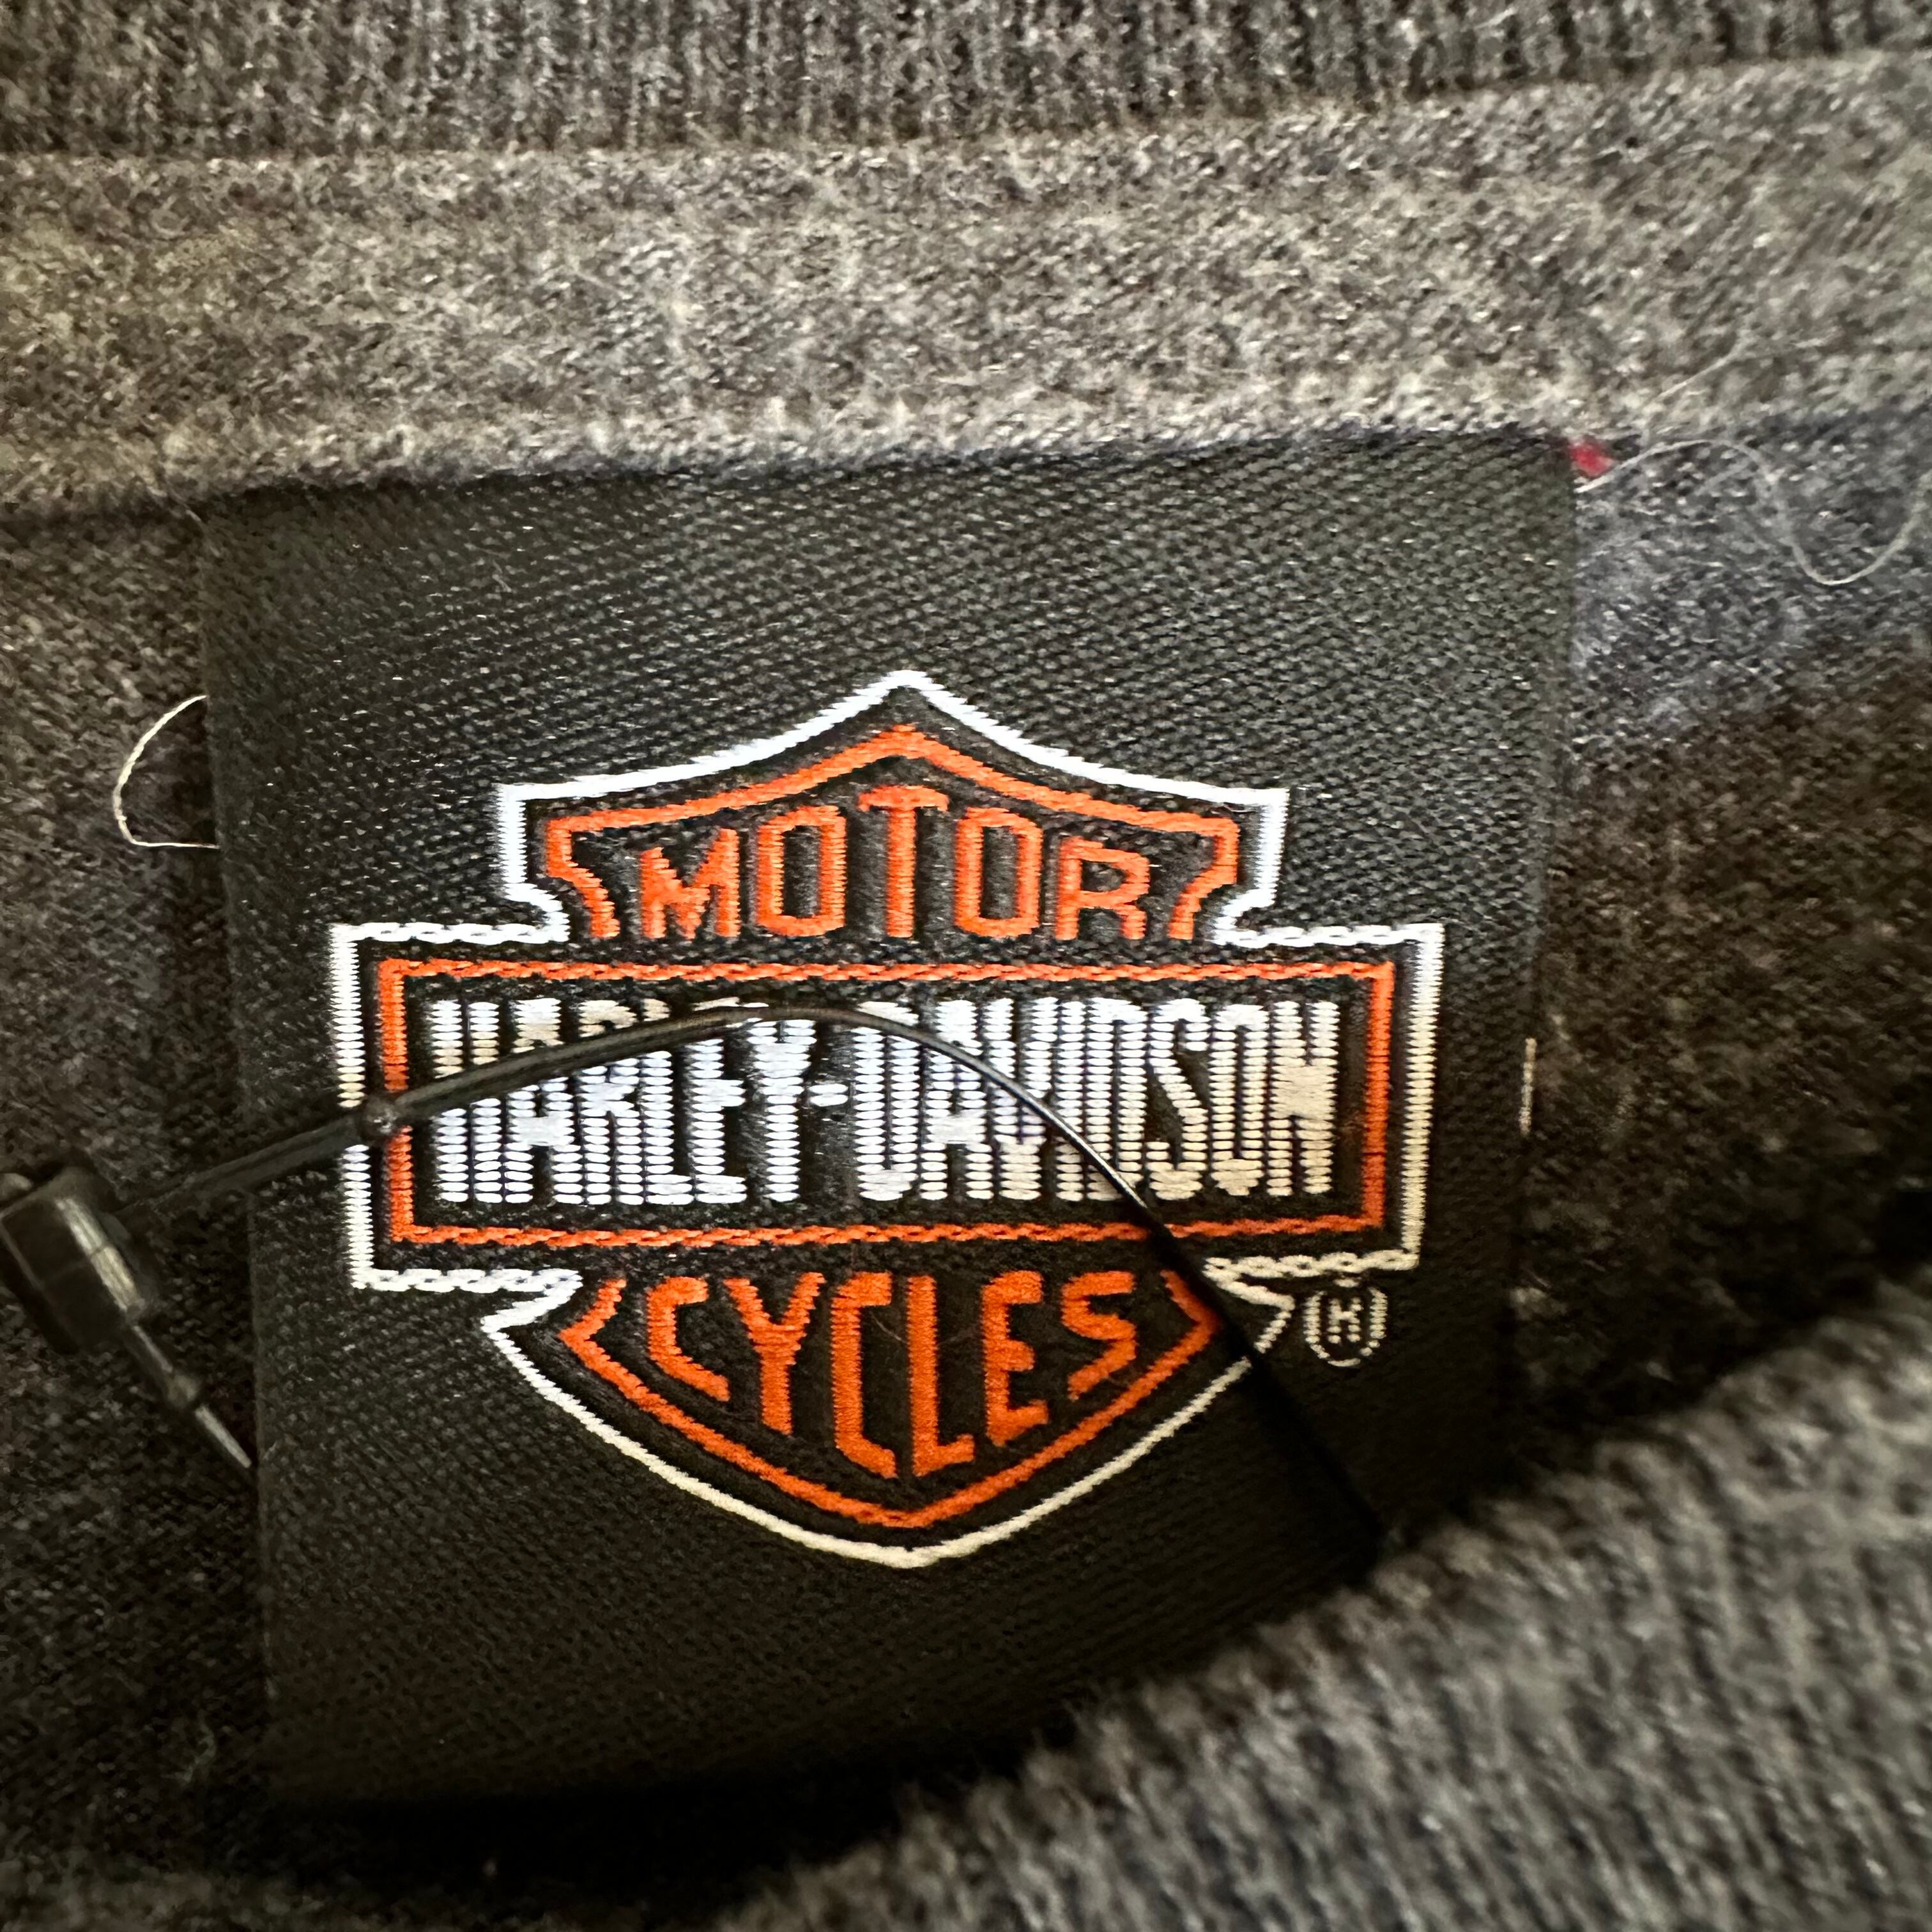 MOTOR
HARLEY-DAVIDSON
CYCLES
®